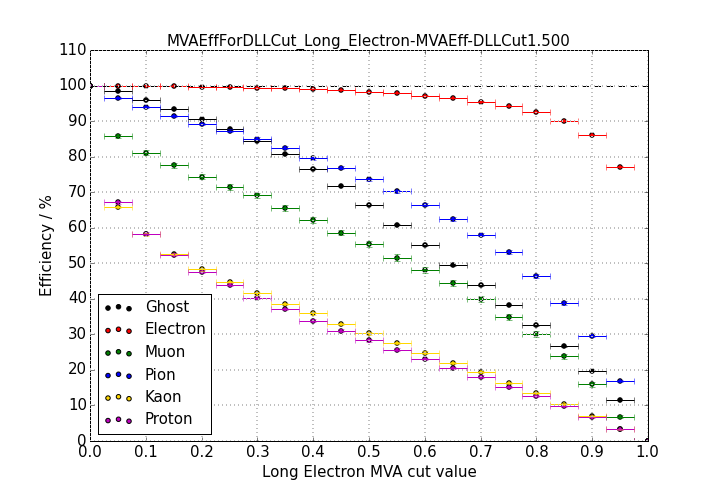 MVAEffForDLLCut_Long_Electron-MVAEff-DLLCut1.500
110
100
90
80
70
60
50
40
30
20
10
0
Efficiency / %
Ghost
Electron
Muon
Pion
Kaon
Proton
0.0 0.1 0.2 0.3 0.4 0.5 0.6 0.7 0.8 0.9 1.0
Long Electron MVA cut value